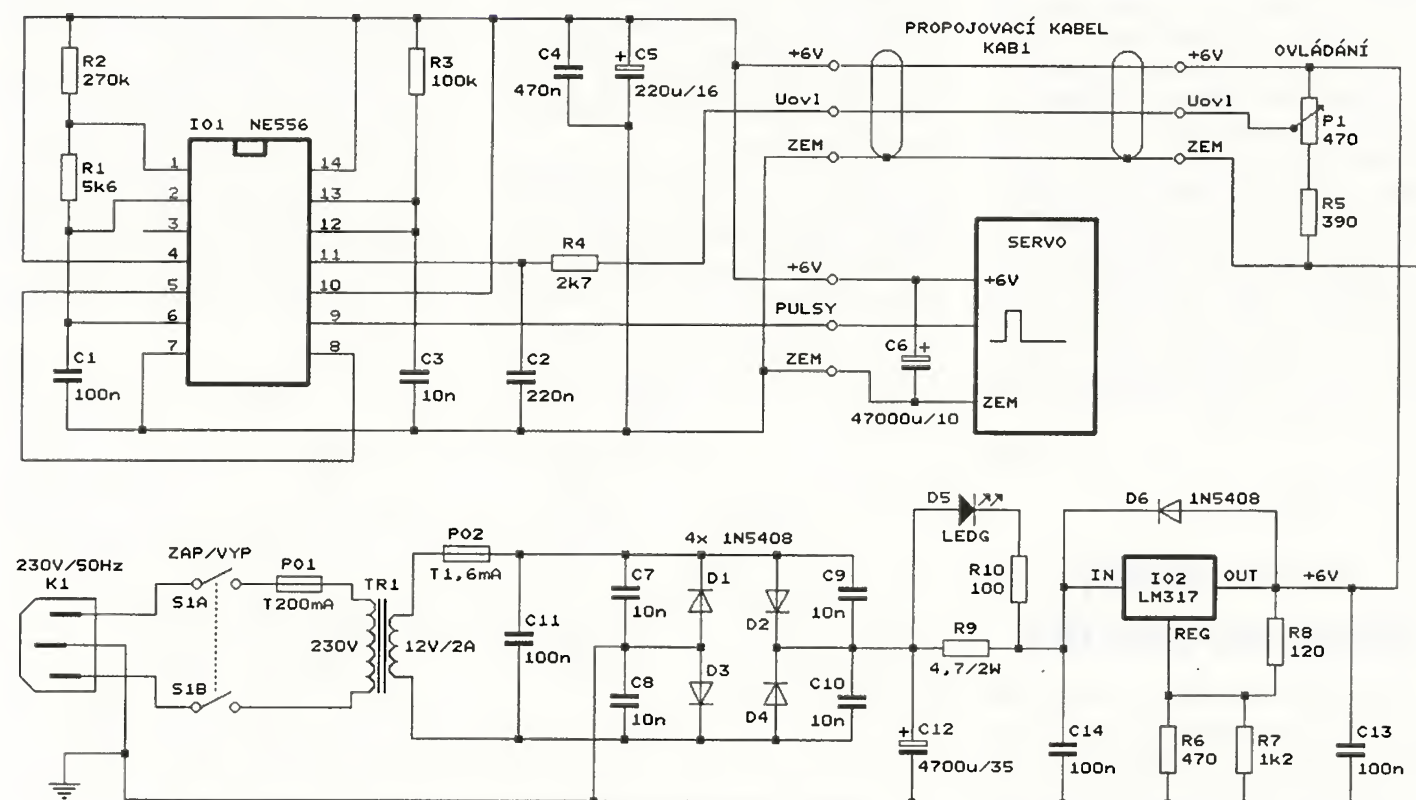 R2
270k
R1
5k6
C1
100n
IO1 NE556
1
2
3
4
5
6
7
14
13
12
11
10
9
8
R3
100k
C3
10n
C4
470n
+ C5
220u/16
R4
2k7
C2
220n
PROPOJOVACÍ KABEL
KAB1
+6V
Uovl
ZEM
+6V
Uovl
ZEM
OVLÁDÁNÍ
P1
470
R5
390
+6V
PULSY
ZEM
C6 +
47000u/10
SERVO
+6V
ZEM
230V/50Hz
K1
ZAP/VYP
S1A
S1B
PO1
T200mA
TR1
230V
12V/2A
PO2
T1,6mA
C11
100n
4x 1N5408
C7
10n
C8
10n
D1
D3
D2
D4
C9
10n
C10
10n
D5
LEDG
R10
100
R9
4,7/2W
+ C12
4700u/35
D6
1N5408
IN
IO2
LM317
OUT
REG
+6V
R8
120
C14
100n
R6
470
R7
1k2
C13
100n